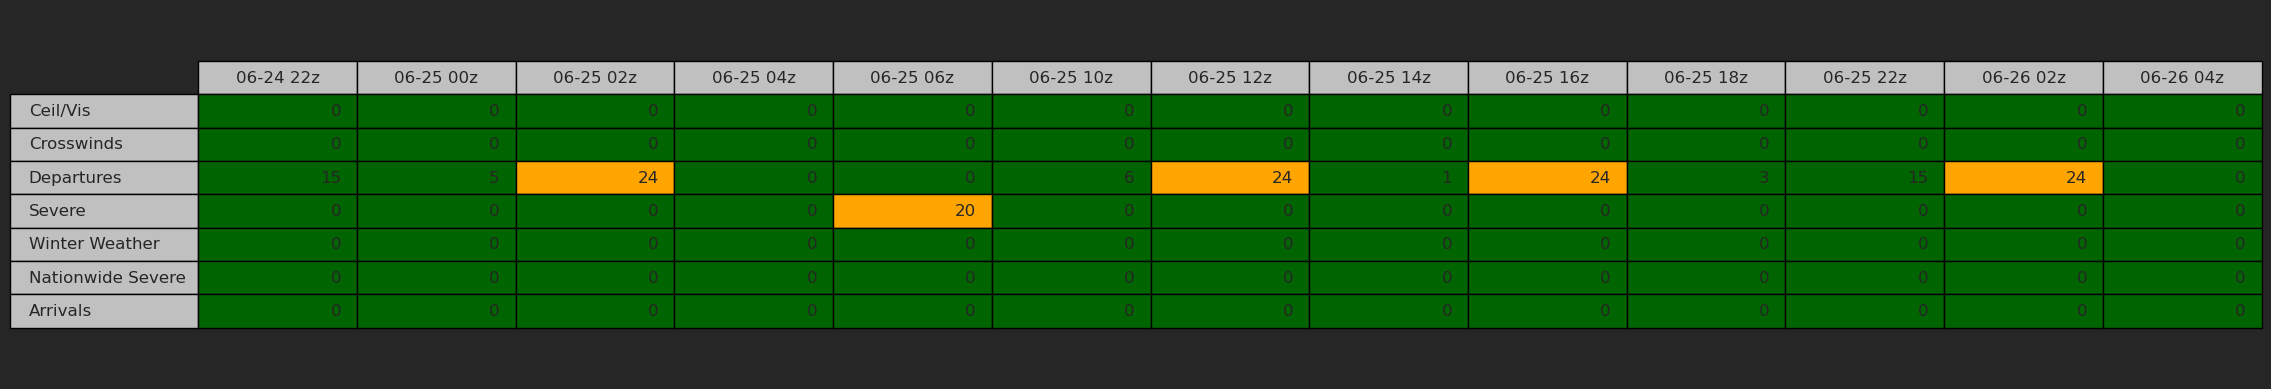 06-24 22z 06-25 00z 06-25 02z 06-25 04z 06-25 06z 06-25 10z 06-25 12z 06-25 14z 06-25 16z 06-25 18z 06-25 22z 06-26 02z 06-26 04z
Ceil/Vis 0 0 0 0 0 0 0 0 0 0 0 0 0
Crosswinds 0 0 0 0 0 0 0 0 0 0 0 0 0
Departures 15 5 24 0 0 6 24 1 24 3 15 24 0
Severe 0 0 0 0 20 0 0 0 0 0 0 0 0
Winter Weather 0 0 0 0 0 0 0 0 0 0 0 0 0
Nationwide Severe 0 0 0 0 0 0 0 0 0 0 0 0 0
Arrivals 0 0 0 0 0 0 0 0 0 0 0 0 0